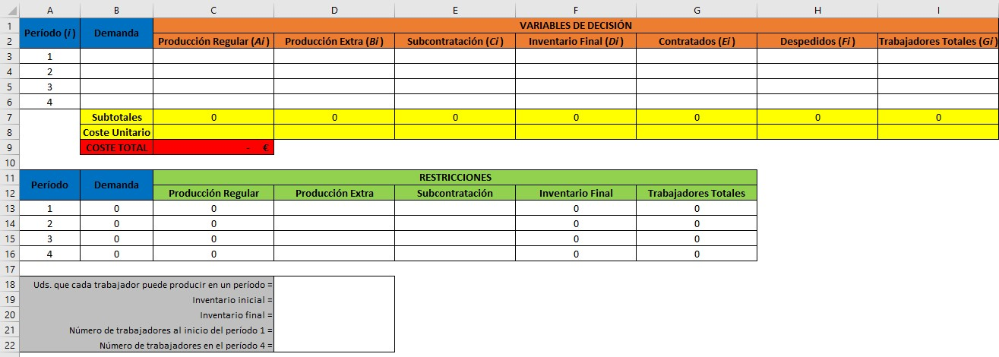 A B C D E F G H I
1 Período (i) Demanda VARIABLES DE DECISIÓN
2 Producción Regular (Ai) Producción Extra (Bi) Subcontratación (Ci) Inventario Final (Di) Contratados (Ei) Despedidos (Fi) Trabajadores Totales (Gi)
3 1
4 2
5 3
6 4
7 Subtotales 0 0 0 0 0 0 0
8 Coste Unitario
9 COSTE TOTAL - €
10
11 Período Demanda RESTRICCIONES
12 Producción Regular Producción Extra Subcontratación Inventario Final Trabajadores Totales
13 1 0 0 0 0
14 2 0 0 0 0
15 3 0 0 0 0
16 4 0 0 0 0
17
18 Uds. que cada trabajador puede producir en un período =
19 Inventario inicial =
20 Inventario final =
21 Número de trabajadores al inicio del período 1 =
22 Número de trabajadores en el período 4 =